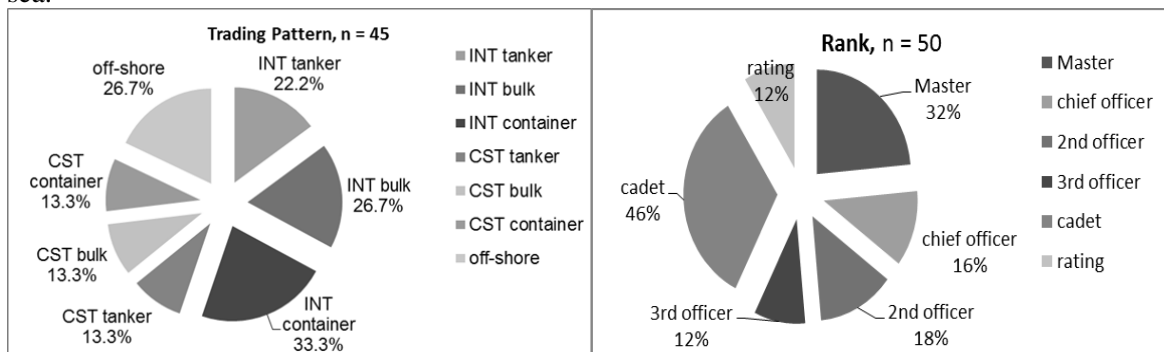 Trading Pattern, n = 45
off-shore
26.7%
INT tanker
22.2%
CST
container
13.3%
INT bulk
26.7%
CST bulk
13.3%
CST tanker
13.3%
INT
container
33.3%
INT tanker
INT bulk
INT container
CST tanker
CST bulk
CST container
off-shore
Rank, n = 50
rating
12%
Master
32%
cadet
46%
chief officer
16%
3rd officer
12%
2nd officer
18%
Master
chief officer
2nd officer
3rd officer
cadet
rating